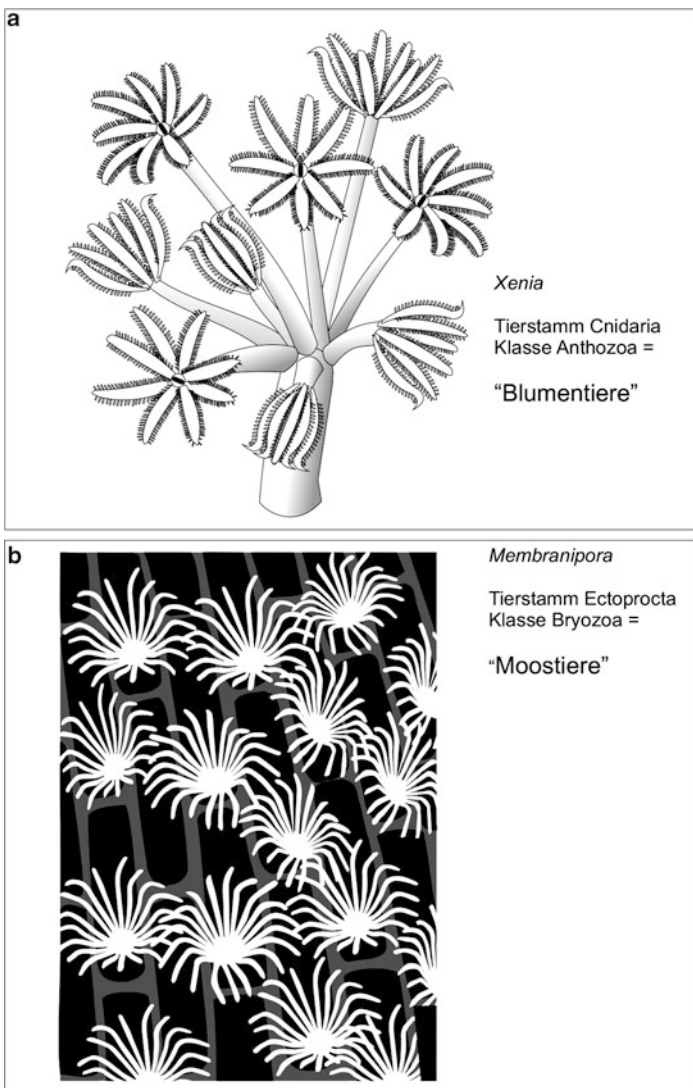 a
Xenia
Tierstamm Cnidaria
Klasse Anthozoa =
“Blumentiere”
b
Membranipora
Tierstamm Ectoprocta
Klasse Bryozoa =
“Moostiere”